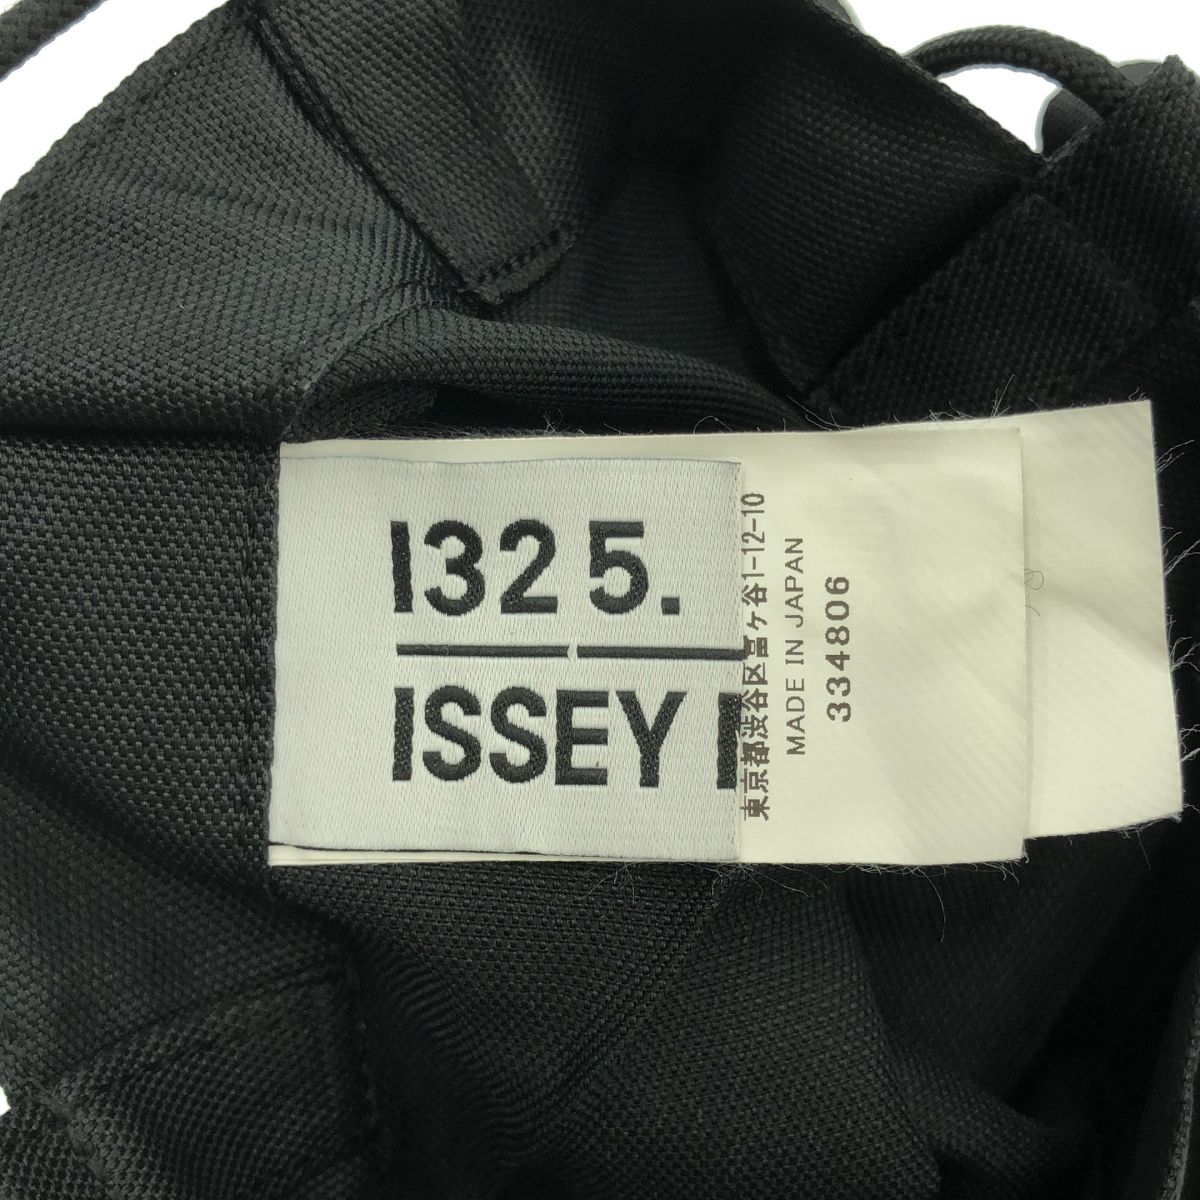 132 5.
ISSEY
東京都渋谷区富ヶ谷1-12-10
MADE IN JAPAN
334806